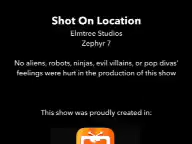 Shot On Location
Elmtree Studios
Zephyr 7
No aliens, robots, ninjas, evil villains, or pop divas'
feelings were hurt in the production of this show
This show was proudly created in: